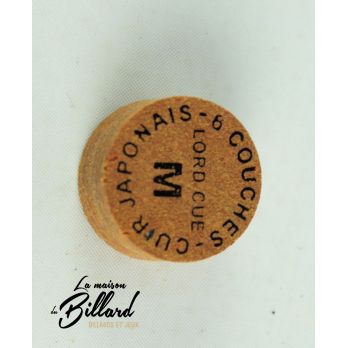 CUIR JAPONAIS - 6 COUCHES -
LORD CUE
M
La maison
du Billard
BILLARDS ET JEUX